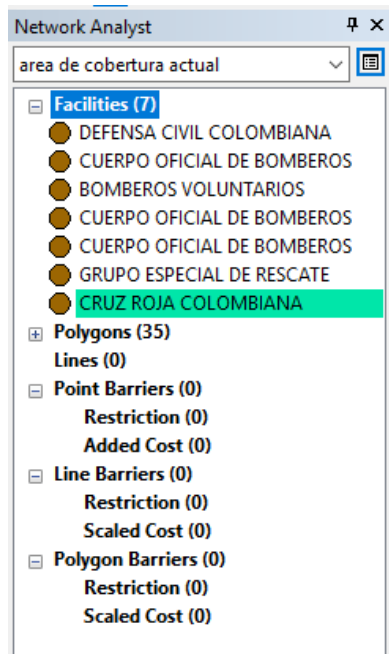 Network Analyst
area de cobertura actual
Facilities (7)
DEFENSA CIVIL COLOMBIANA
CUERPO OFICIAL DE BOMBEROS
BOMBEROS VOLUNTARIOS
CUERPO OFICIAL DE BOMBEROS
CUERPO OFICIAL DE BOMBEROS
GRUPO ESPECIAL DE RESCATE
CRUZ ROJA COLOMBIANA
Polygons (35)
Lines (0)
Point Barriers (0)
Restriction (0)
Added Cost (0)
Line Barriers (0)
Restriction (0)
Scaled Cost (0)
Polygon Barriers (0)
Restriction (0)
Scaled Cost (0)